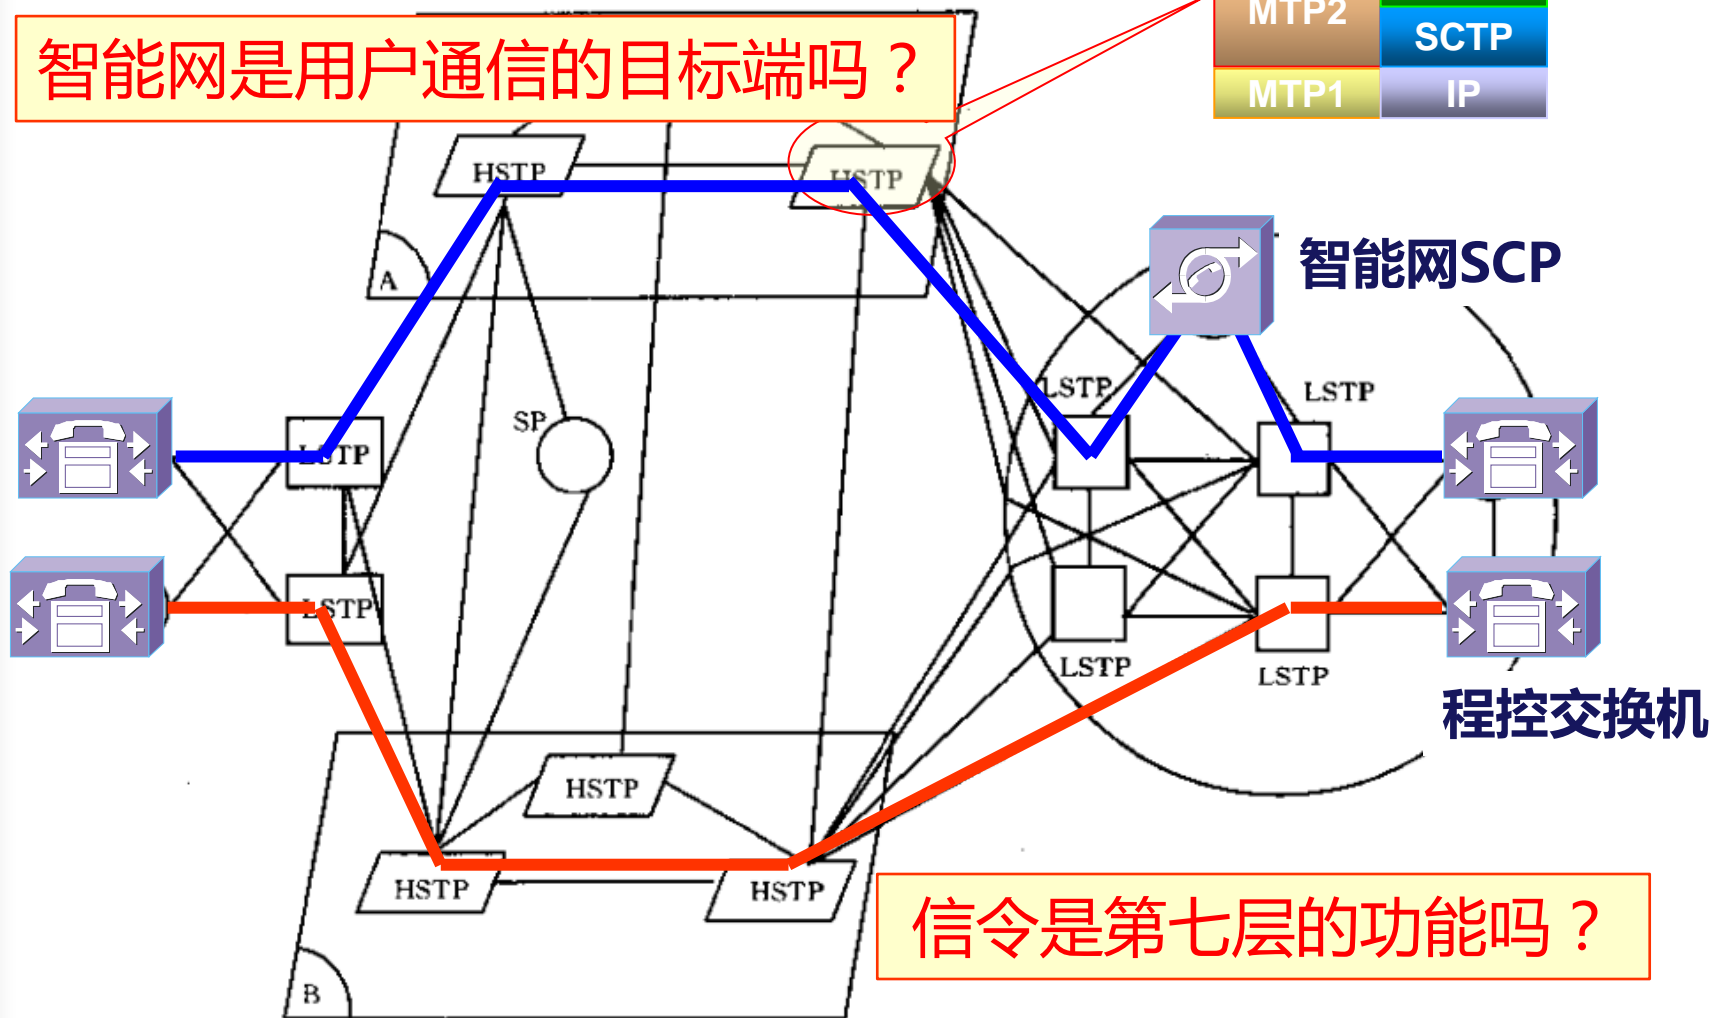 MTP2
SCTP
MTP1
IP
智能网是用户通信的目标端吗？
HSTP
HSTP
A
智能网SCP
LSTP
LSTP
SP
LSTP
LSTP
LSTP
LSTP
程控交换机
HSTP
HSTP
HSTP
信令是第七层的功能吗？
B